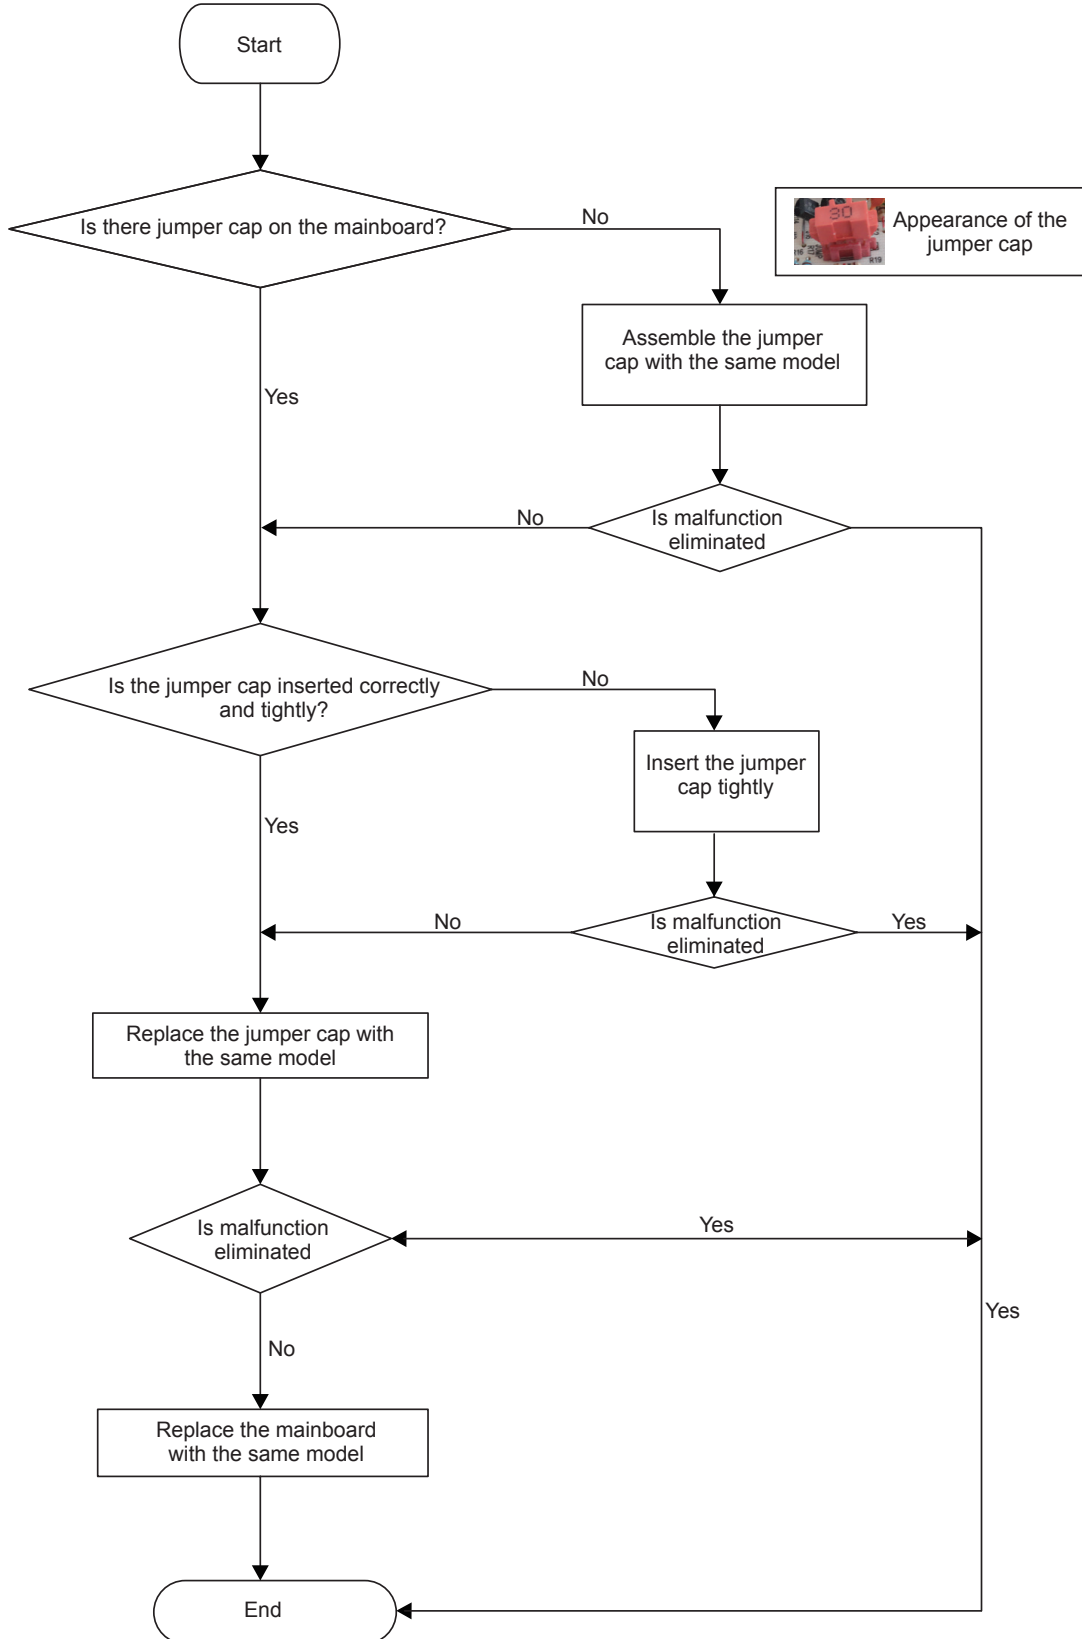 Start
Is there jumper cap on the mainboard?
No
30
R19
Appearance of the
jumper cap
Assemble the jumper
cap with the same model
Yes
No
Is malfunction
eliminated
Is the jumper cap inserted correctly
and tightly?
No
Insert the jumper
cap tightly
Yes
No
Is malfunction
eliminated
Yes
Replace the jumper cap with
the same model
Is malfunction
eliminated
Yes
Yes
No
Replace the mainboard
with the same model
End